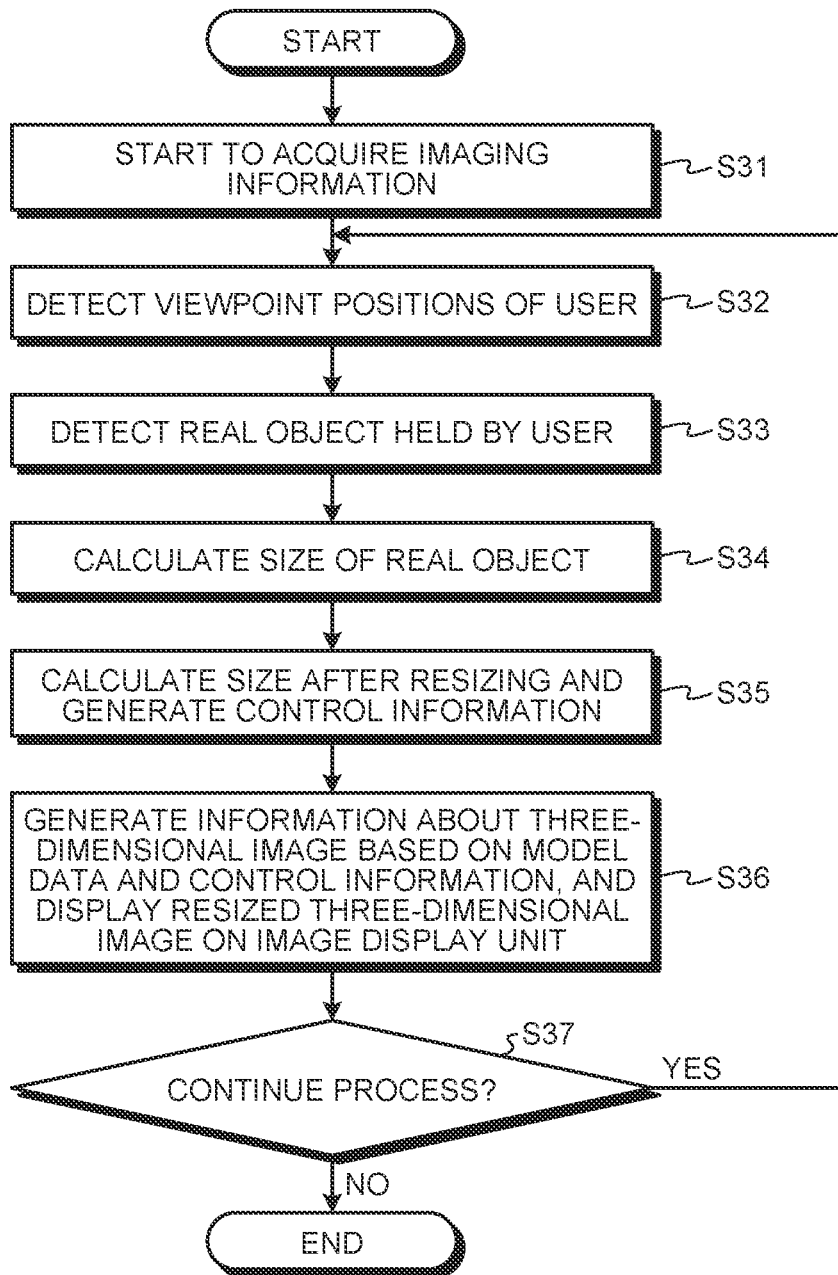 START
START TO ACQUIRE IMAGING
INFORMATION
S31
DETECT VIEWPOINT POSITIONS OF USER
S32
DETECT REAL OBJECT HELD BY USER
S33
CALCULATE SIZE OF REAL OBJECT
S34
CALCULATE SIZE AFTER RESIZING AND
GENERATE CONTROL INFORMATION
S35
GENERATE INFORMATION ABOUT THREE-
DIMENSIONAL IMAGE BASED ON MODEL
DATA AND CONTROL INFORMATION, AND
DISPLAY RESIZED THREE-DIMENSIONAL
IMAGE ON IMAGE DISPLAY UNIT
S36
S37
CONTINUE PROCESS?
YES
NO
END